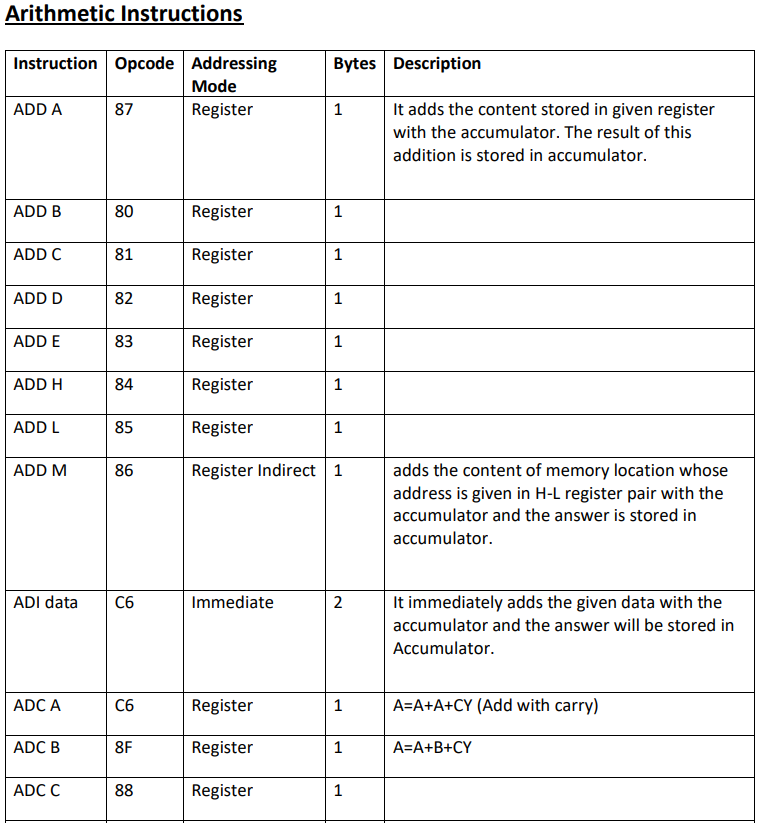 Arithmetic Instructions
Instruction Opcode Addressing Mode Bytes Description
ADD A 87 Register 1 It adds the content stored in given register
with the accumulator. The result of this
addition is stored in accumulator.
ADD B 80 Register 1
ADD C 81 Register 1
ADD D 82 Register 1
ADD E 83 Register 1
ADD H 84 Register 1
ADD L 85 Register 1
ADD M 86 Register Indirect 1 adds the content of memory location whose
address is given in H-L register pair with the
accumulator and the answer is stored in
accumulator.
ADI data C6 Immediate 2 It immediately adds the given data with the
accumulator and the answer will be stored in
Accumulator.
ADC A C6 Register 1 A=A+A+CY (Add with carry)
ADC B 8F Register 1 A=A+B+CY
ADC C 88 Register 1